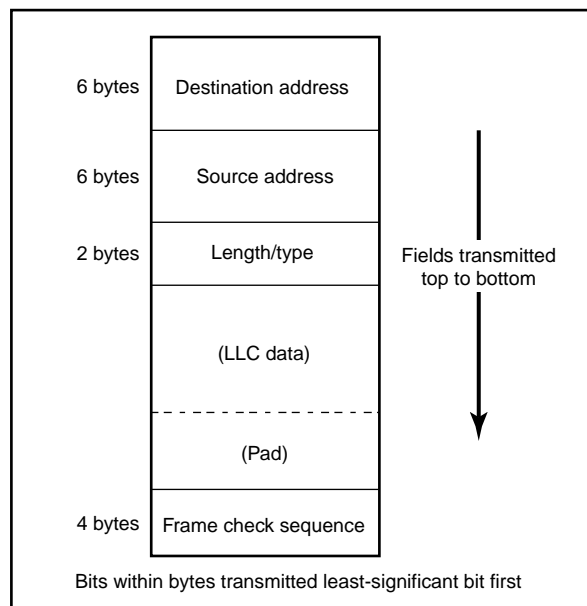 6 bytes
Destination address
6 bytes
Source address
2 bytes
Length/type
Fields transmitted
top to bottom
(LLC data)
(Pad)
4 bytes
Frame check sequence
Bits within bytes transmitted least-significant bit first